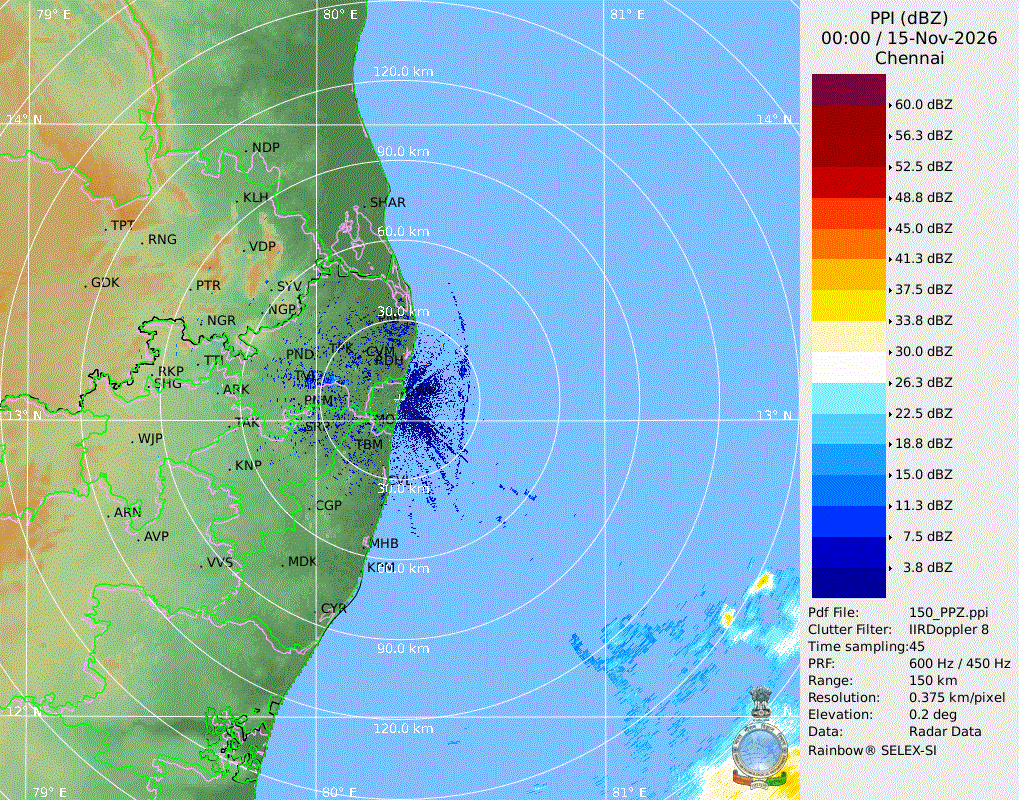 PPI (dBZ)
00:00 / 15-Nov-2026
Chennai
60.0 dBZ
56.3 dBZ
52.5 dBZ
48.8 dBZ
45.0 dBZ
41.3 dBZ
37.5 dBZ
33.8 dBZ
30.0 dBZ
26.3 dBZ
22.5 dBZ
18.8 dBZ
15.0 dBZ
11.3 dBZ
7.5 dBZ
3.8 dBZ
Pdf File: 150_PPZ.ppi
Clutter Filter: IIRDoppler 8
Time sampling:45
PRF: 600 Hz / 450 Hz
Range: 150 km
Resolution: 0.375 km/pixel
Elevation: 0.2 deg
Data: Radar Data
Rainbow® SELEX-SI
79° E
80° E
81° E
120.0 km
14° N
14° N
NDP
90.0 km
KLH
SHAR
TPT
RNG
60.0 km
VDP
GDK
PTR
SYV
NGP
30.0 km
NGR
TPK
CVM
PND
RDH
TTI
RKP
TVL
SHG
ARK
PNM
13° N
13° N
TAK
SRP
MO
WJP
TBM
KNP
30.0 km
CGP
ARN
AVP
MHB
VVS
MDK
KPM
60.0 km
CYR
90.0 km
12° N
N
120.0 km
79° E
80° E
81° E